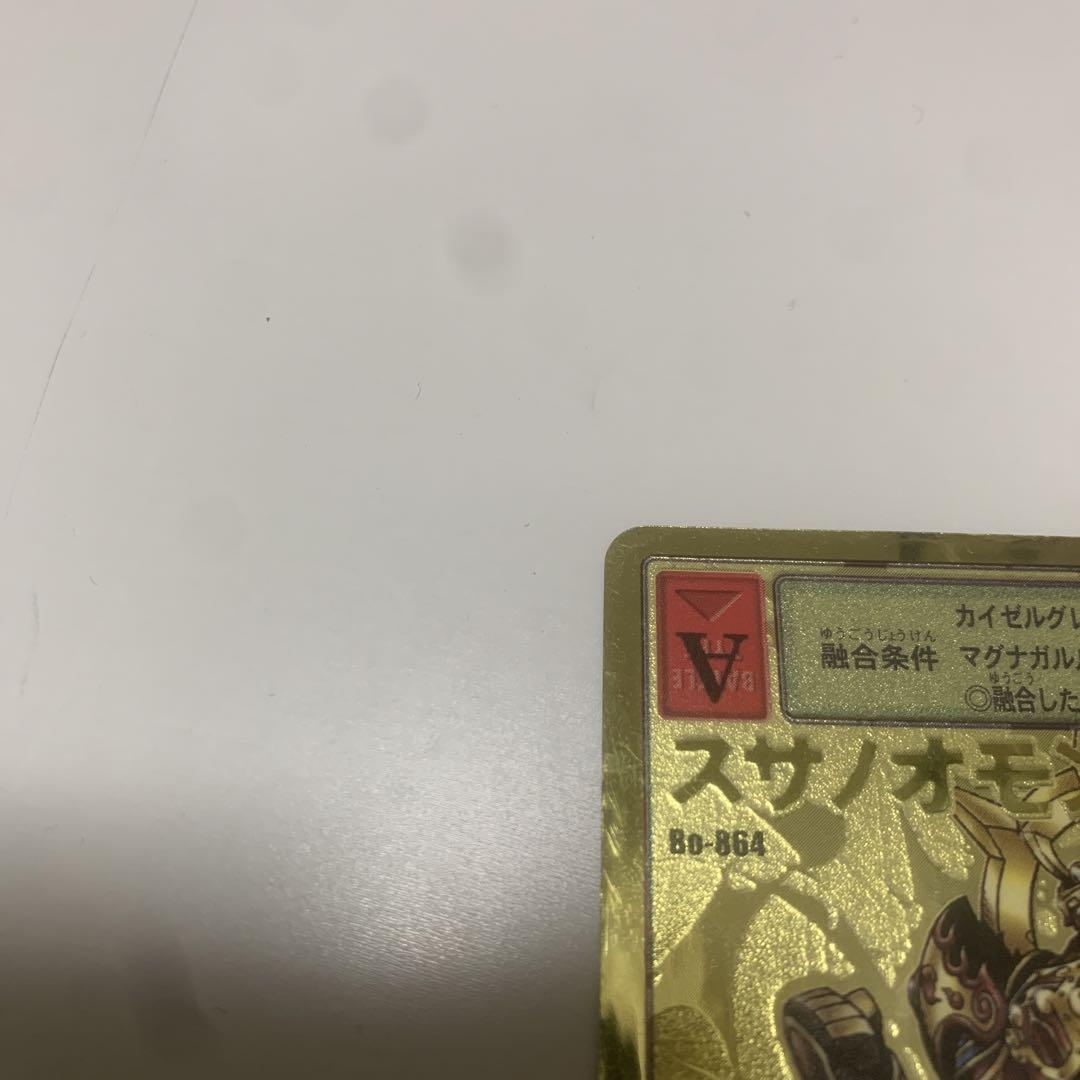 A
BATTLE
カイゼルグレ
ゆうごうじょうけん
融合条件 マグナガルル
ゆうごう
◎融合した
スサノオモン
Bo-864